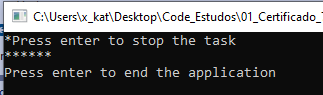 C:\Users\x_kat\Desktop\Code_Estudos\01_Certificado_
*Press enter to stop the task
******
Press enter to end the application